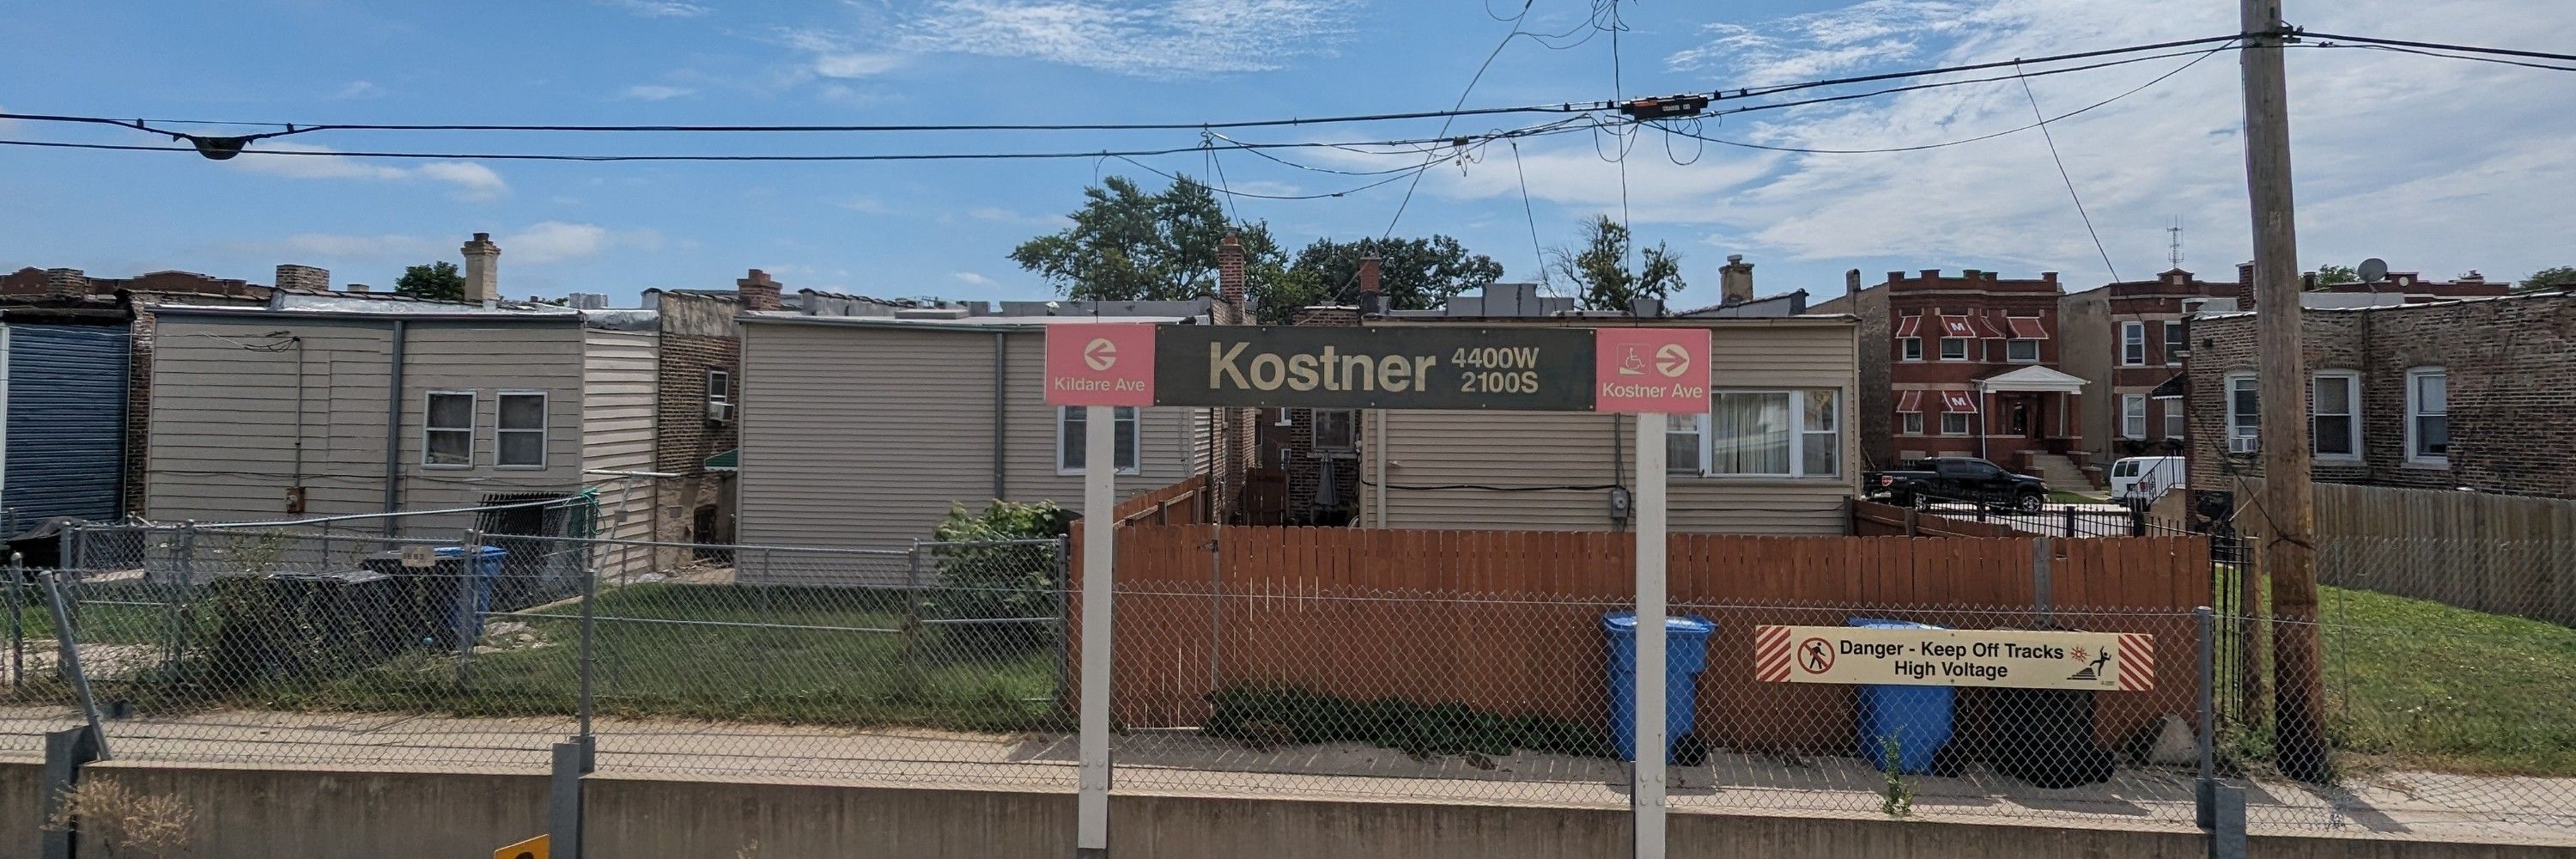 Kildare Ave
Kostner
4400W
2100S
Kostner Ave
M
M
Danger - Keep Off Tracks
High Voltage